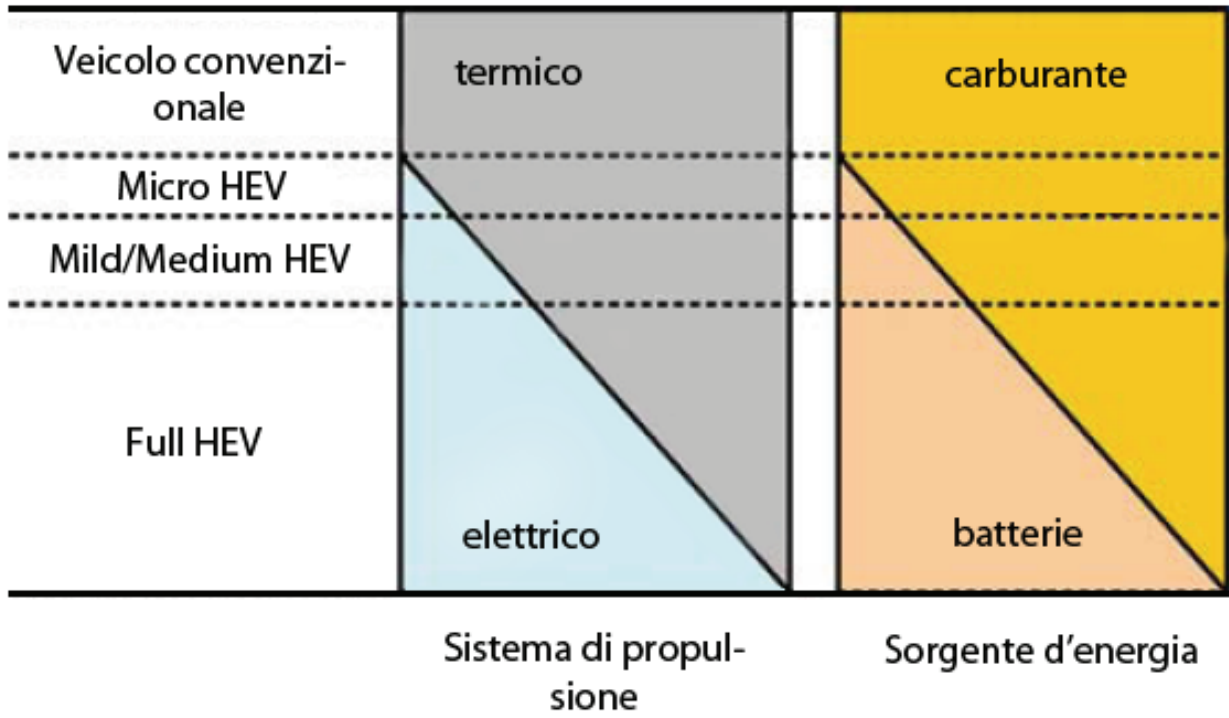 Veicolo convenzi-
onale
termico
carburante
Micro HEV
Mild/Medium HEV
Full HEV
elettrico
batterie
Sistema di propul-
sione
Sorgente d’energia